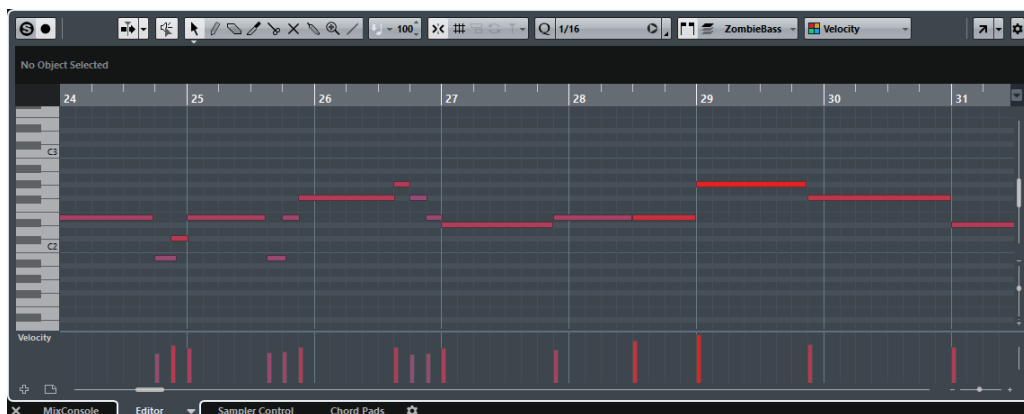 100
Q 1/16
ZombieBass
Velocity
No Object Selected
24 25 26 27 28 29 30 31
C3
C2
Velocity
MixConsole Editor Sampler Control Chord Pads